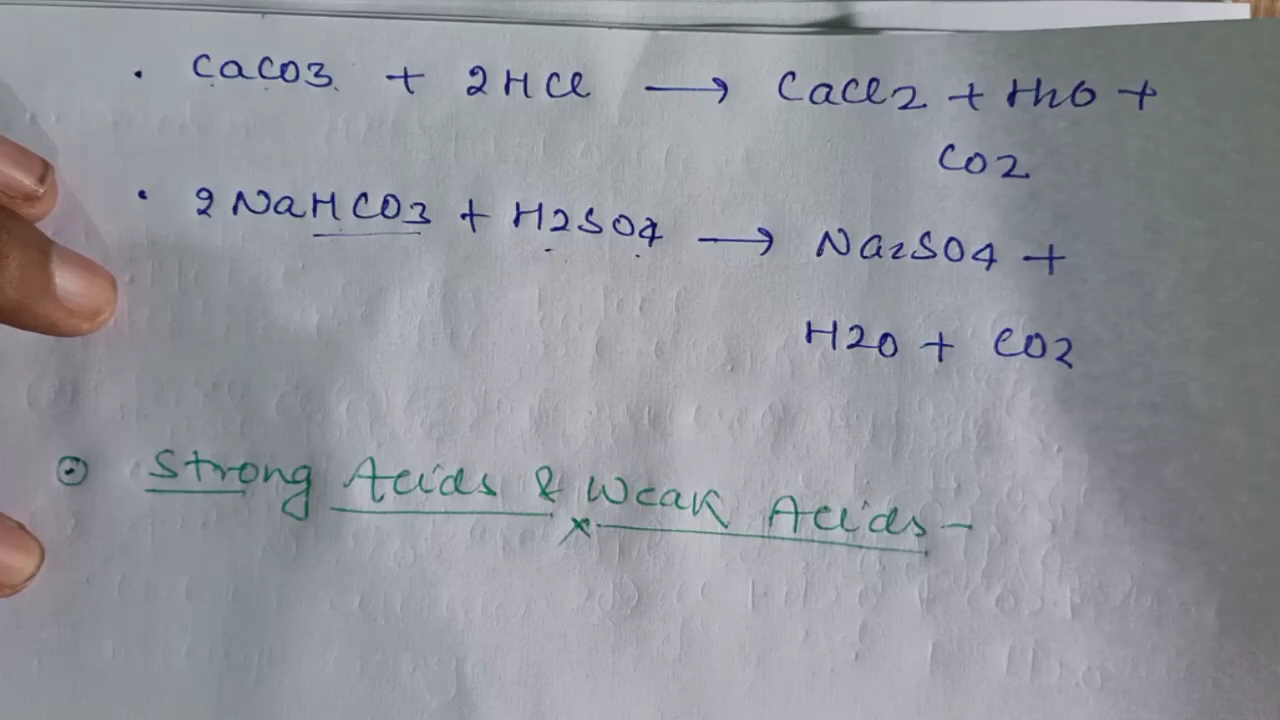 . CaCO3 + 2HCl → CaCl2 + H2O +
CO2
. 2NaHCO3 + H2SO4 → Na2SO4 +
H2O + CO2
⊙ Strong Acids & Weak Acids -